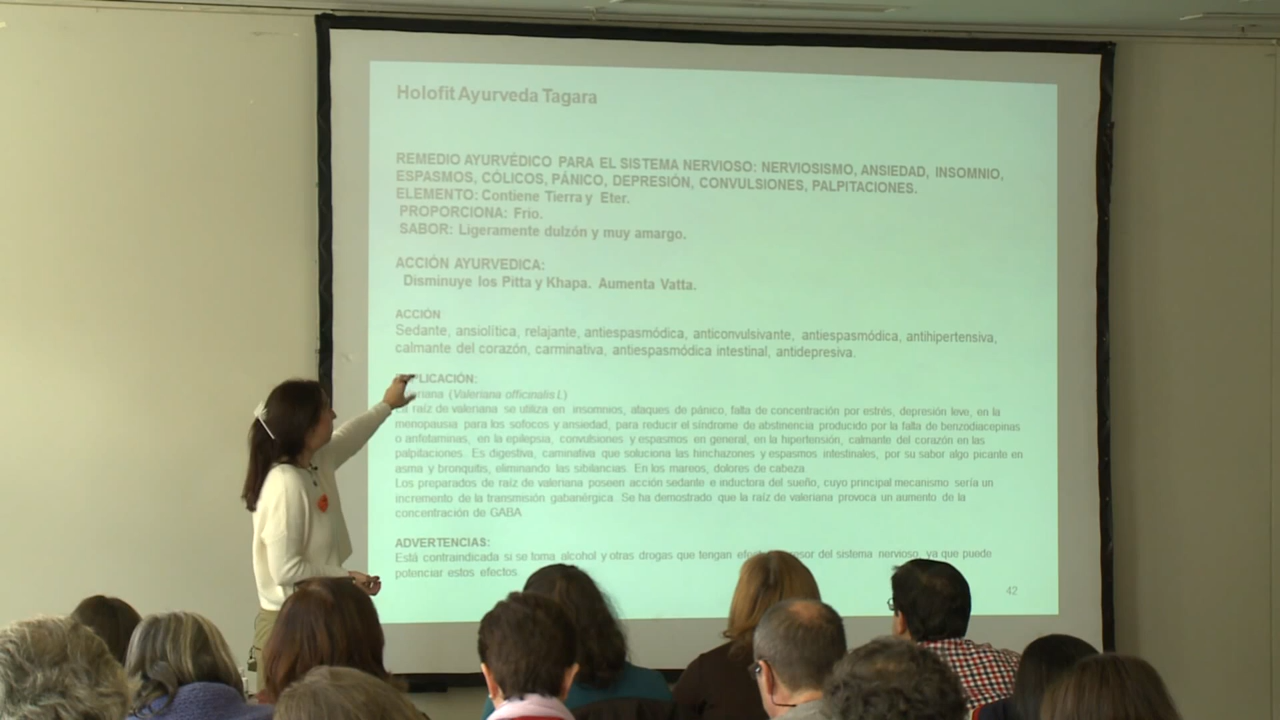 Holofit Ayurveda Tagara
REMEDIO AYURVÉDICO PARA EL SISTEMA NERVIOSO: NERVIOSISMO, ANSIEDAD, INSOMNIO,
ESPASMOS, CÓLICOS, PÁNICO, DEPRESIÓN, CONVULSIONES, PALPITACIONES.
ELEMENTO: Contiene Tierra y Eter.
PROPORCIONA: Frio.
SABOR: Ligeramente dulzón y muy amargo.
ACCIÓN AYURVEDICA:
Disminuye los Pitta y Khapa. Aumenta Vatta.
ACCIÓN
Sedante, ansiolítica, relajante, antiespasmódica, anticonvulsivante, antiespasmódica, antihipertensiva,
calmante del corazón, carminativa, antiespasmódica intestinal, antidepresiva.
PLICACIÓN:
riana (Valeriana officinalis L)
La raíz de valeriana se utiliza en insomnios, ataques de pánico, falta de concentración por estrés, depresión leve, en la
menopausia para los sofocos y ansiedad, para reducir el síndrome de abstinencia producido por la falta de benzodiacepinas
o anfetaminas, en la epilepsia, convulsiones y espasmos en general, en la hipertensión, calmante del corazón en las
palpitaciones. Es digestiva, caminativa que soluciona las hinchazones y espasmos intestinales, por su sabor algo picante en
asma y bronquitis, eliminando las sibilancias. En los mareos, dolores de cabeza
Los preparados de raíz de valeriana poseen acción sedante e inductora del sueño, cuyo principal mecanismo sería un
incremento de la transmisión gabanérgica. Se ha demostrado que la raíz de valeriana provoca un aumento de la
concentración de GABA
ADVERTENCIAS:
Está contraindicada si se toma alcohol y otras drogas que tengan sor del sistema nervioso, ya que puede
potenciar estos efectos.
42